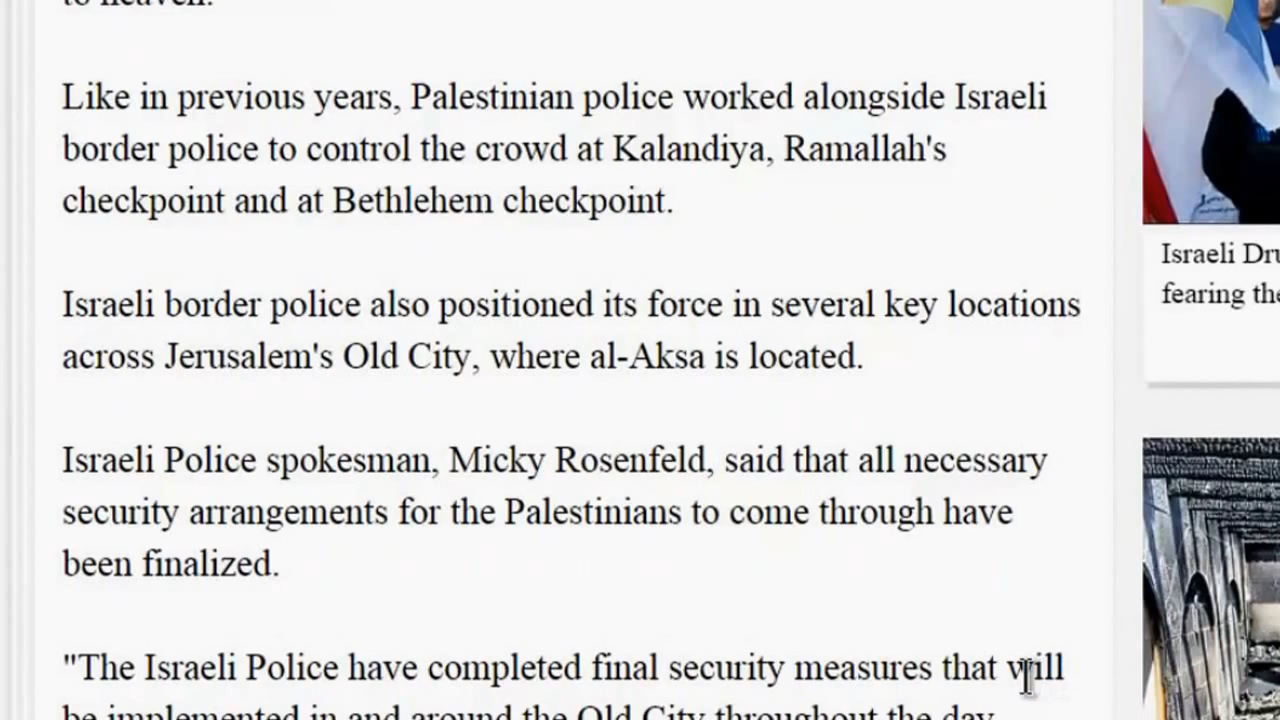 to heaven.
Like in previous years, Palestinian police worked alongside Israeli
border police to control the crowd at Kalandiya, Ramallah's
checkpoint and at Bethlehem checkpoint.
Israeli border police also positioned its force in several key locations
across Jerusalem's Old City, where al-Aksa is located.
Israeli Police spokesman, Micky Rosenfeld, said that all necessary
security arrangements for the Palestinians to come through have
been finalized.
"The Israeli Police have completed final security measures that will
be implemented in and around the Old City throughout the day
Israeli Dru
fearing the